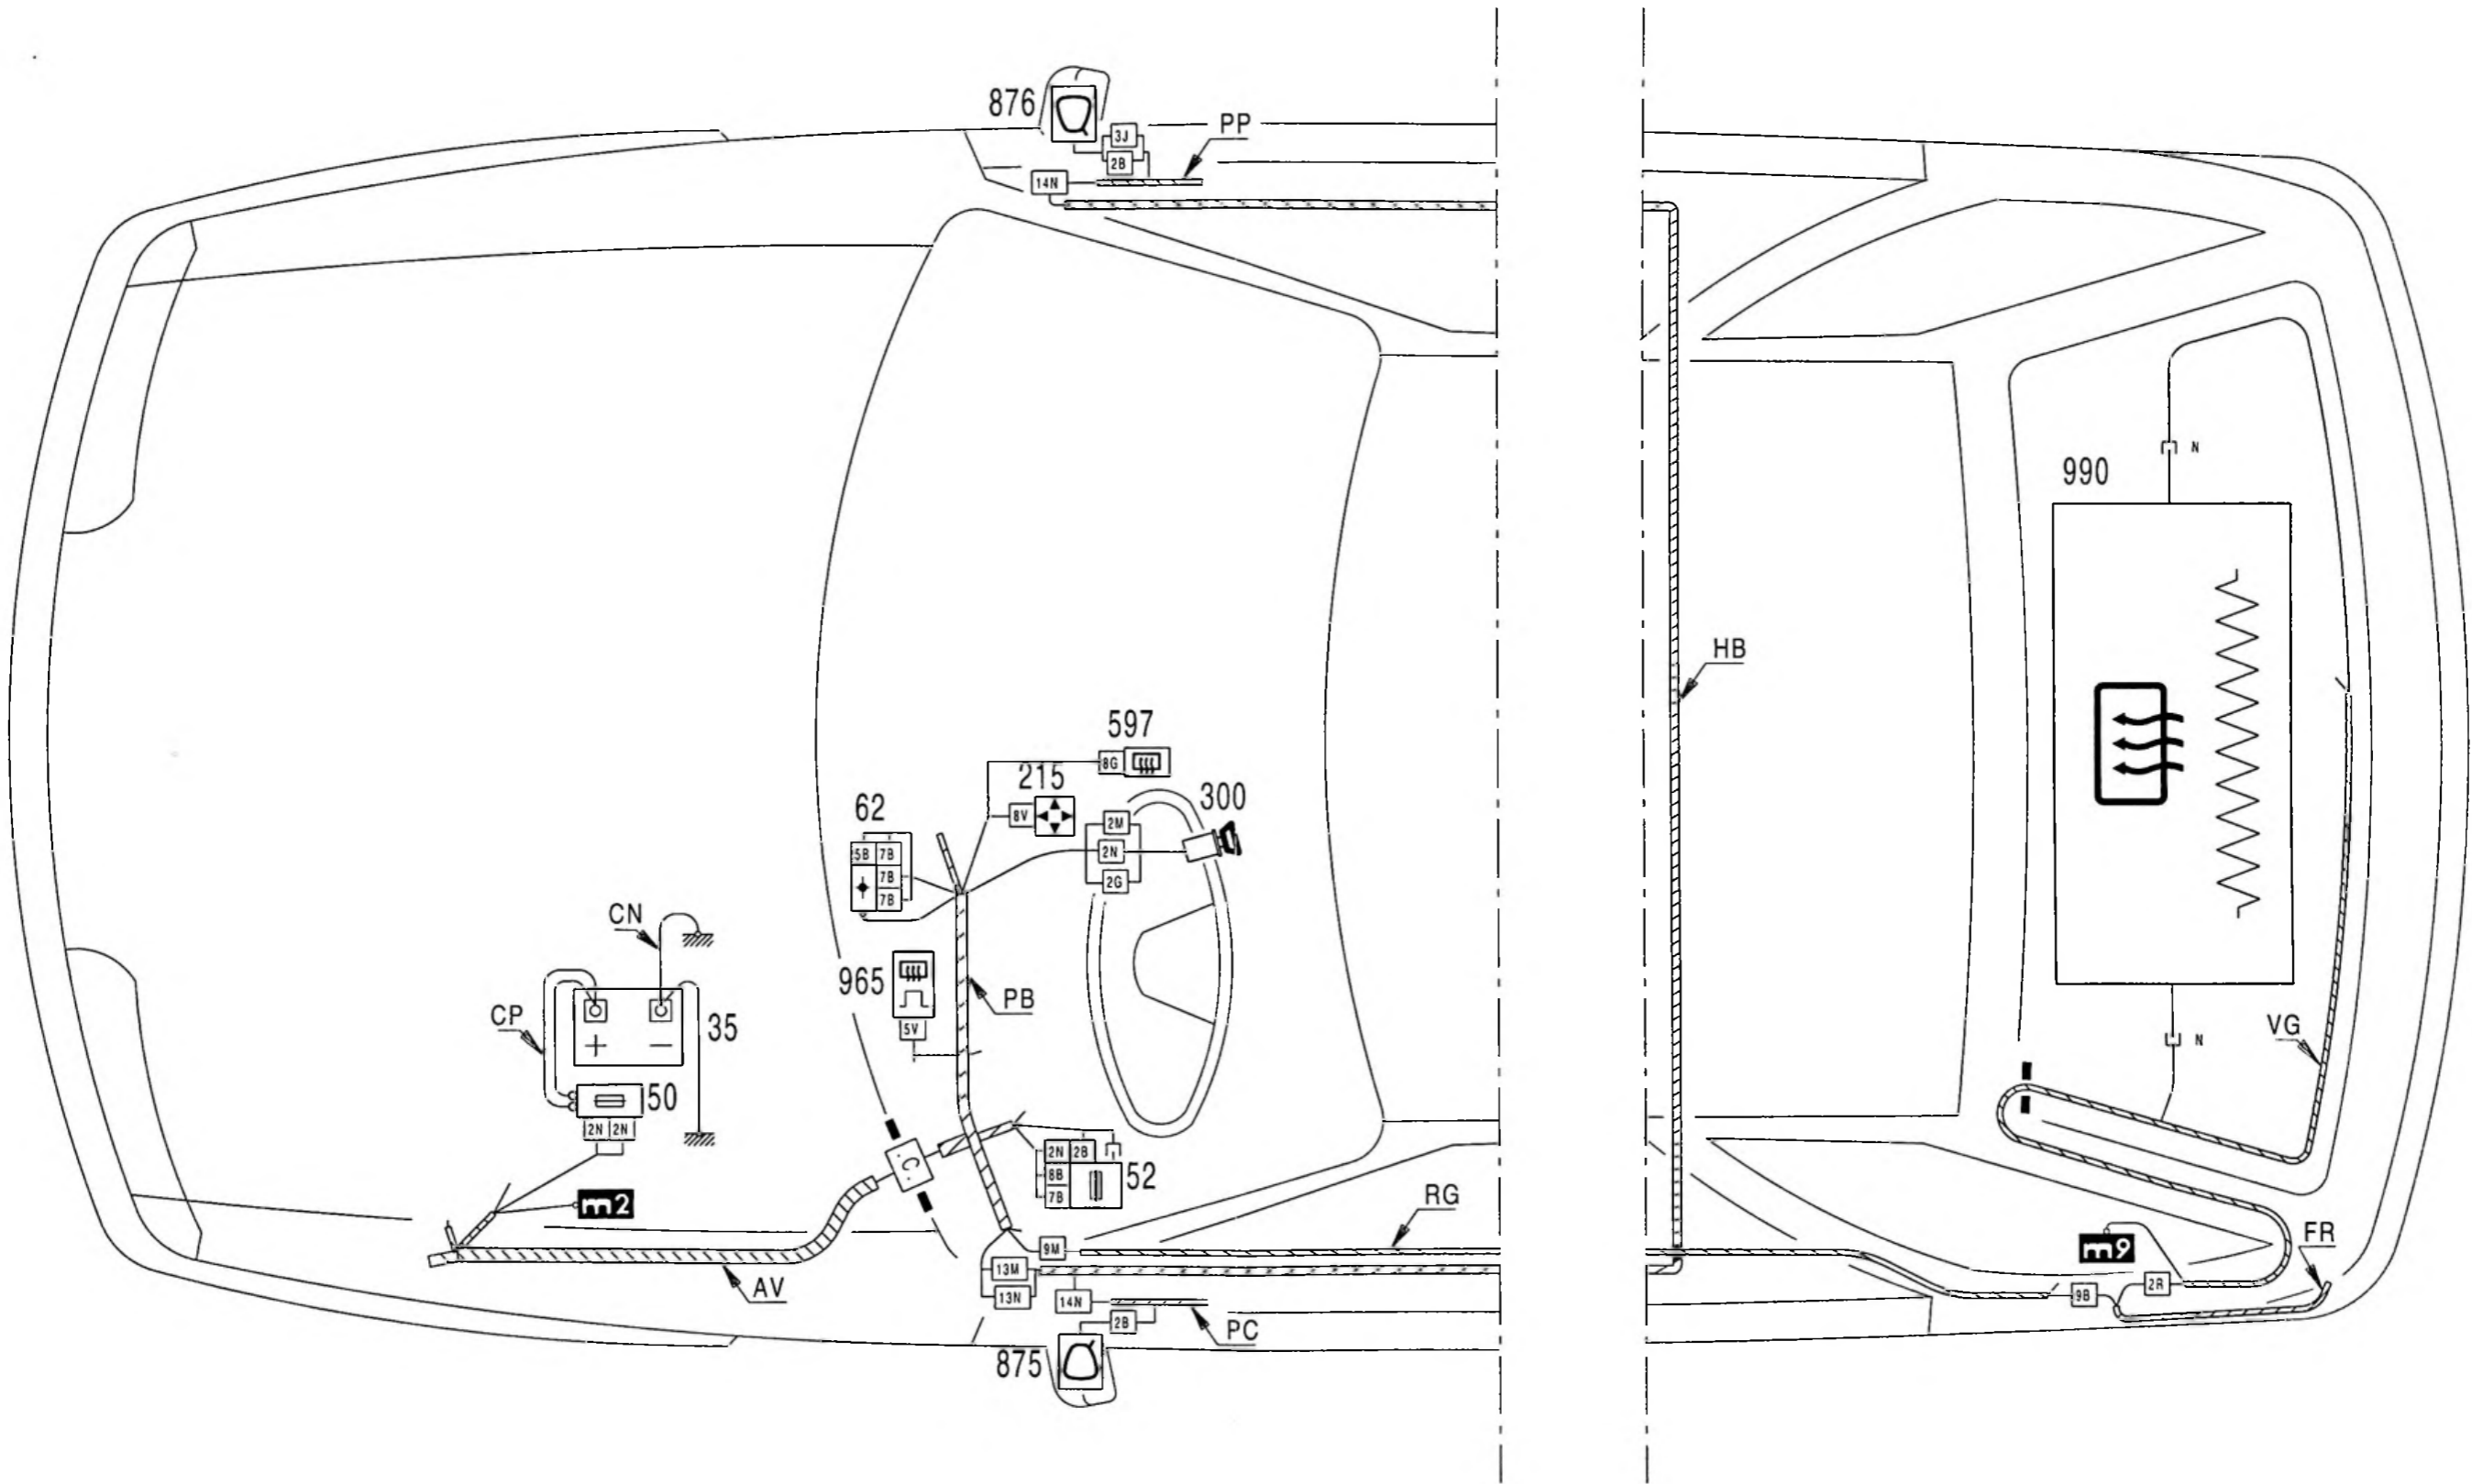 876
3J
PP
2B
14N
N
990
HB
597
8G
215
8V
62
300
2M
5B 7B
2N
7B
2G
7B
CN
965
PB
5V
CP
35
+ −
50
2N 2N
VG
N
.C.
2N 2B
52
8B
7B
m2
RG
9M
m9
FR
13M
2R
AV
13N
14N
9B
2B
PC
875